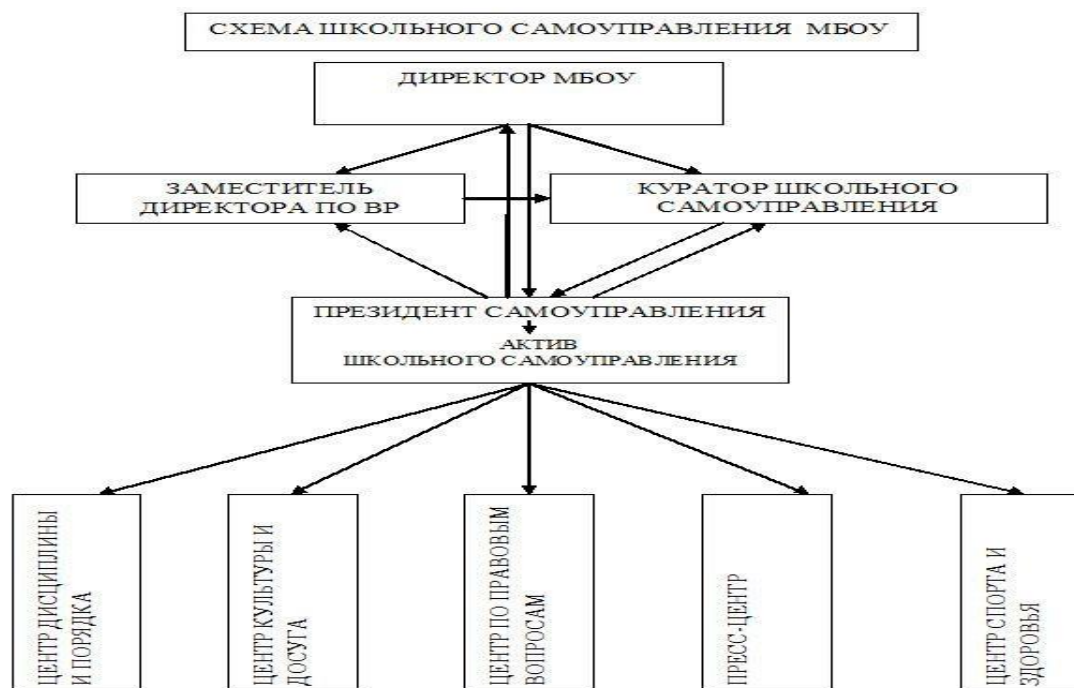 СХЕМА ШКОЛЬНОГО САМОУПРАВЛЕНИЯ МБОУ
ДИРЕКТОР МБОУ
ЗАМЕСТИТЕЛЬ
ДИРЕКТОРА ПО ВР
КУРАТОР ШКОЛЬНОГО
САМОУПРАВЛЕНИЯ
ПРЕЗИДЕНТ САМОУПРАВЛЕНИЯ
АКТИВ
ШКОЛЬНОГО САМОУПРАВЛЕНИЯ
ЦЕНТР ДИСЦИПЛИНЫ
И ПОРЯДКА
ЦЕНТР КУЛЬТУРЫ И
ДОСУГА
ЦЕНТР ПО ПРАВОВЫМ
ВОПРОСАМ
ПРЕСС-ЦЕНТР
ЦЕНТР СПОРТА И
ЗДОРОВЬЯ